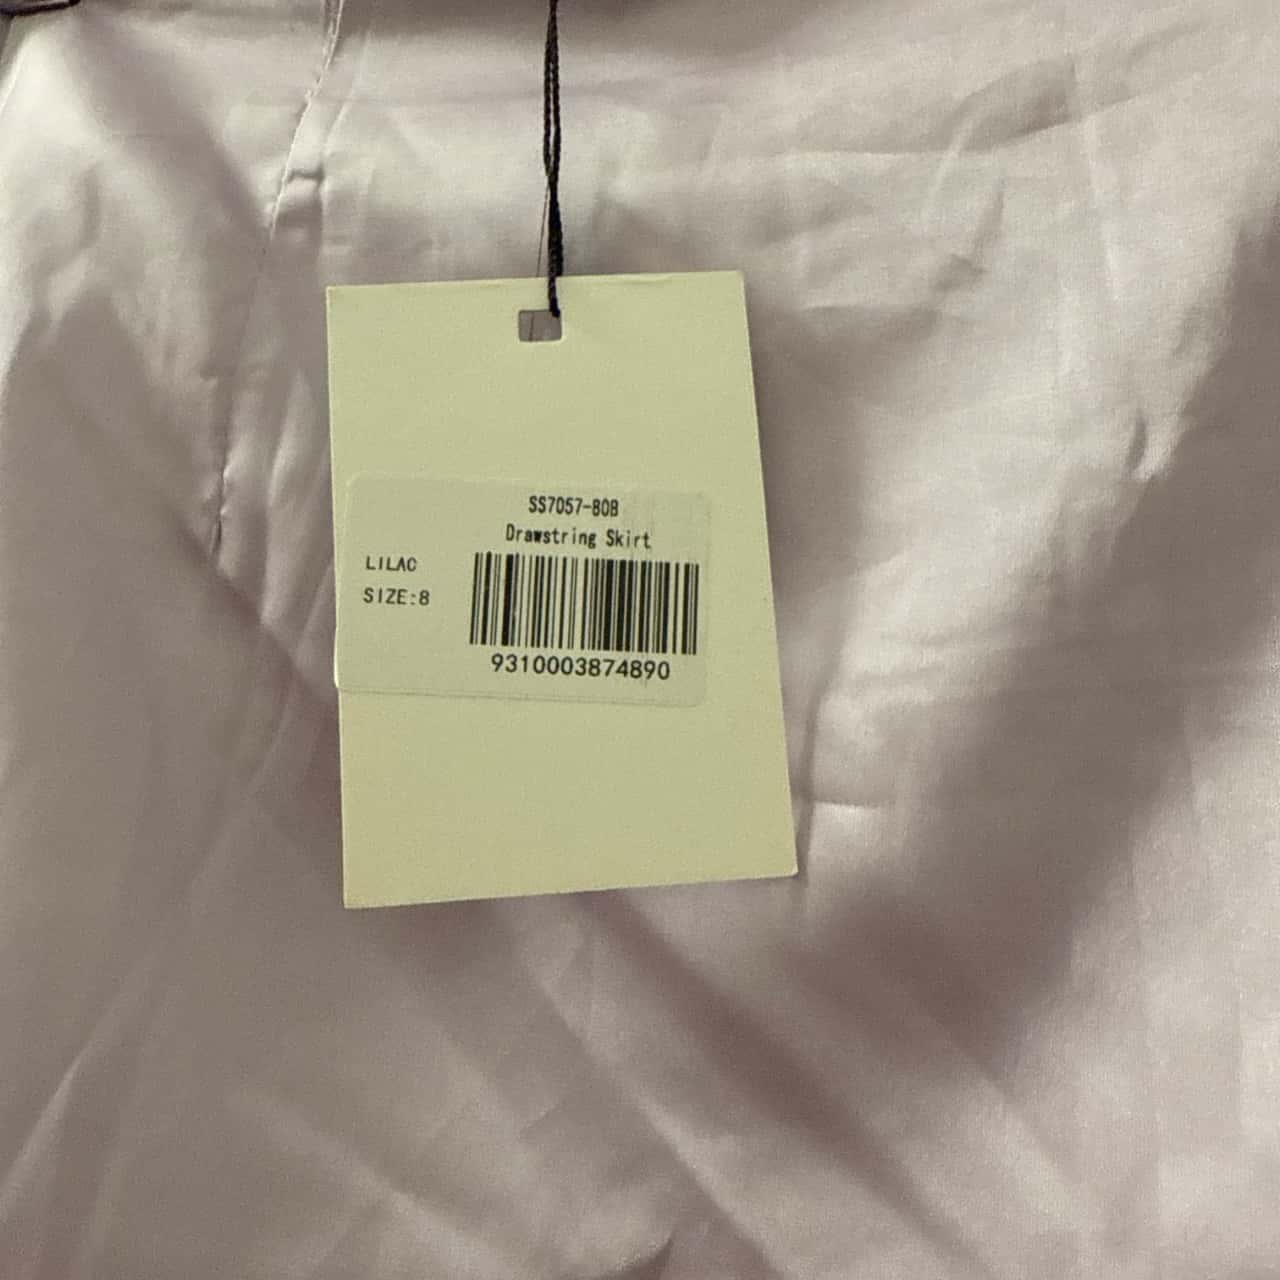 SS7057-80B
Drawstring Skirt
LILAC
SIZE:8
9310003874890